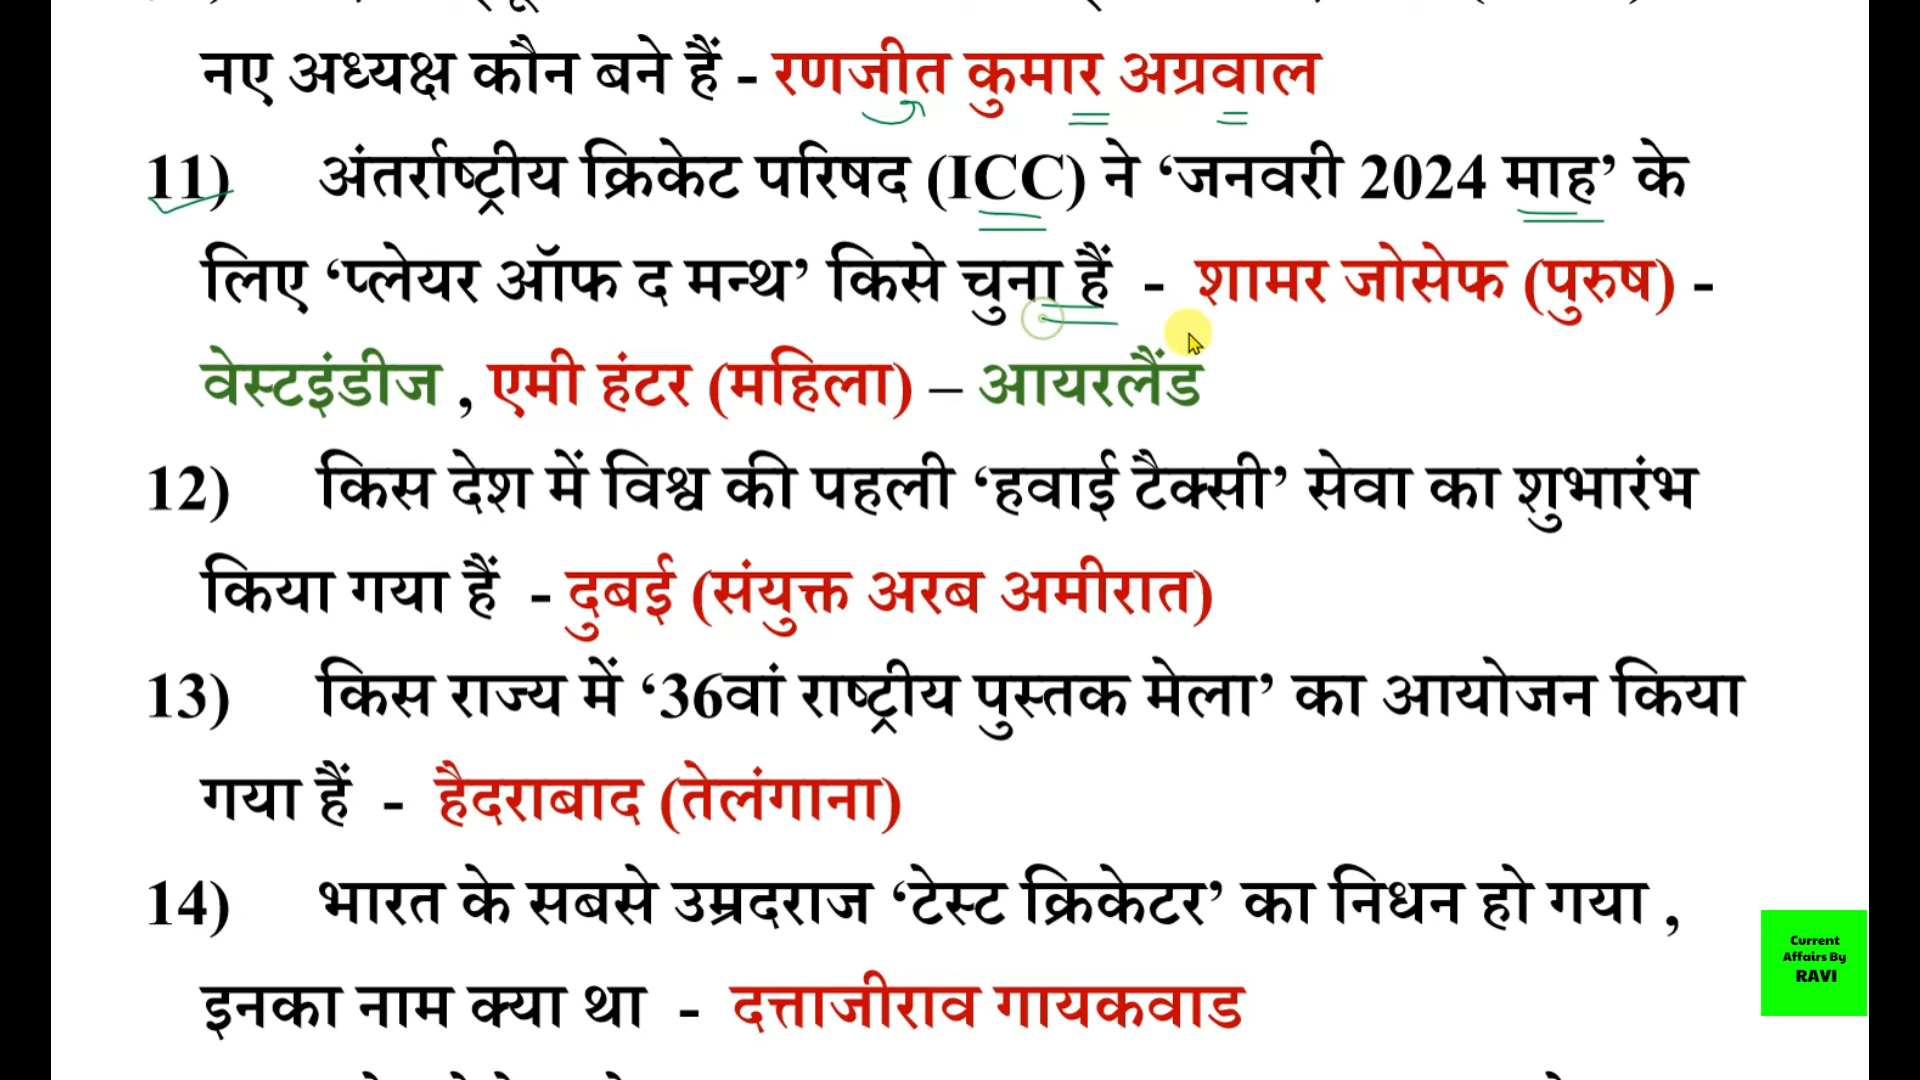 नए अध्यक्ष कौन बने हैं - रणजीत कुमार अग्रवाल
11) अंतर्राष्ट्रीय क्रिकेट परिषद (ICC) ने ‘जनवरी 2024 माह’ के
लिए ‘प्लेयर ऑफ द मन्थ’ किसे चुना हैं - शामर जोसेफ (पुरुष) -
वेस्टइंडीज , एमी हंटर (महिला) – आयरलैंड
12) किस देश में विश्व की पहली ‘हवाई टैक्सी’ सेवा का शुभारंभ
किया गया हैं - दुबई (संयुक्त अरब अमीरात)
13) किस राज्य में ‘36वां राष्ट्रीय पुस्तक मेला’ का आयोजन किया
गया हैं - हैदराबाद (तेलंगाना)
14) भारत के सबसे उम्रदराज ‘टेस्ट क्रिकेटर’ का निधन हो गया ,
इनका नाम क्या था - दत्ताजीराव गायकवाड
Current
Affairs By
RAVI